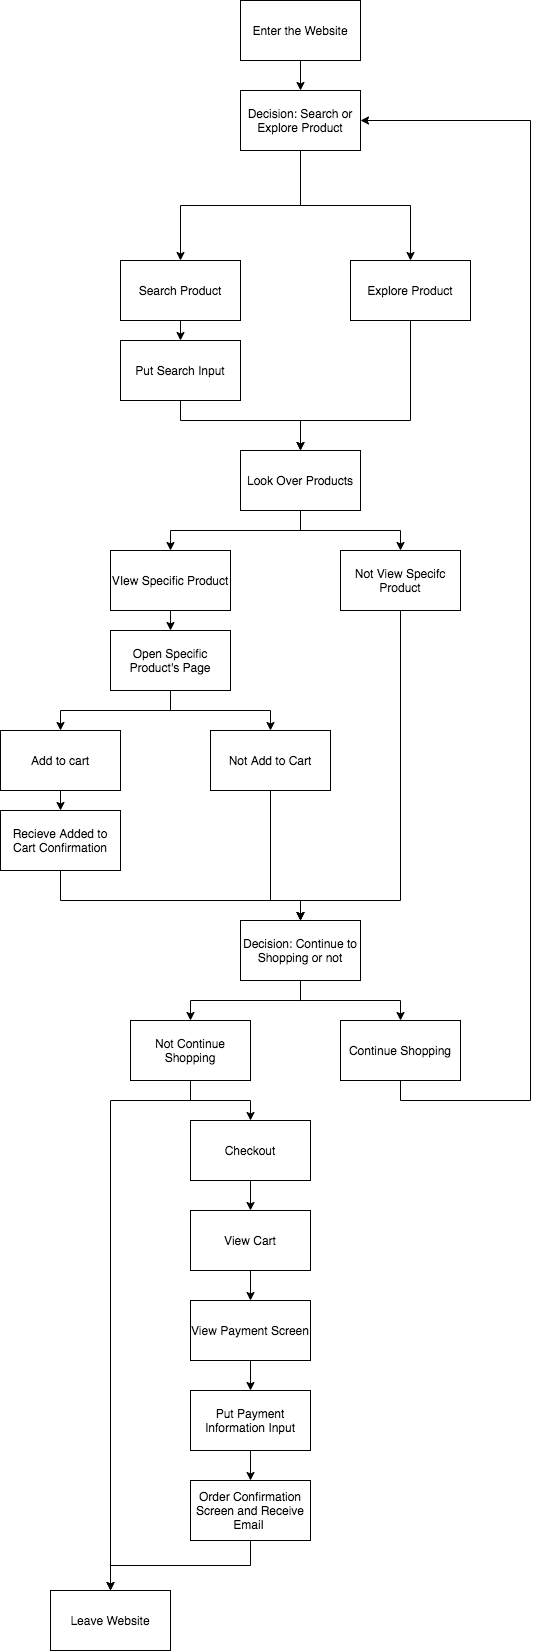 Enter the Website
Decision: Search or
Explore Product
Search Product
Explore Product
Put Search Input
Look Over Products
VIew Specific Product
Not View Specifc
Product
Open Specific
Product's Page
Add to cart
Not Add to Cart
Recieve Added to
Cart Confirmation
Decision: Continue to
Shopping or not
Not Continue
Shopping
Continue Shopping
Checkout
View Cart
View Payment Screen
Put Payment
Information Input
Order Confirmation
Screen and Receive
Email
Leave Website